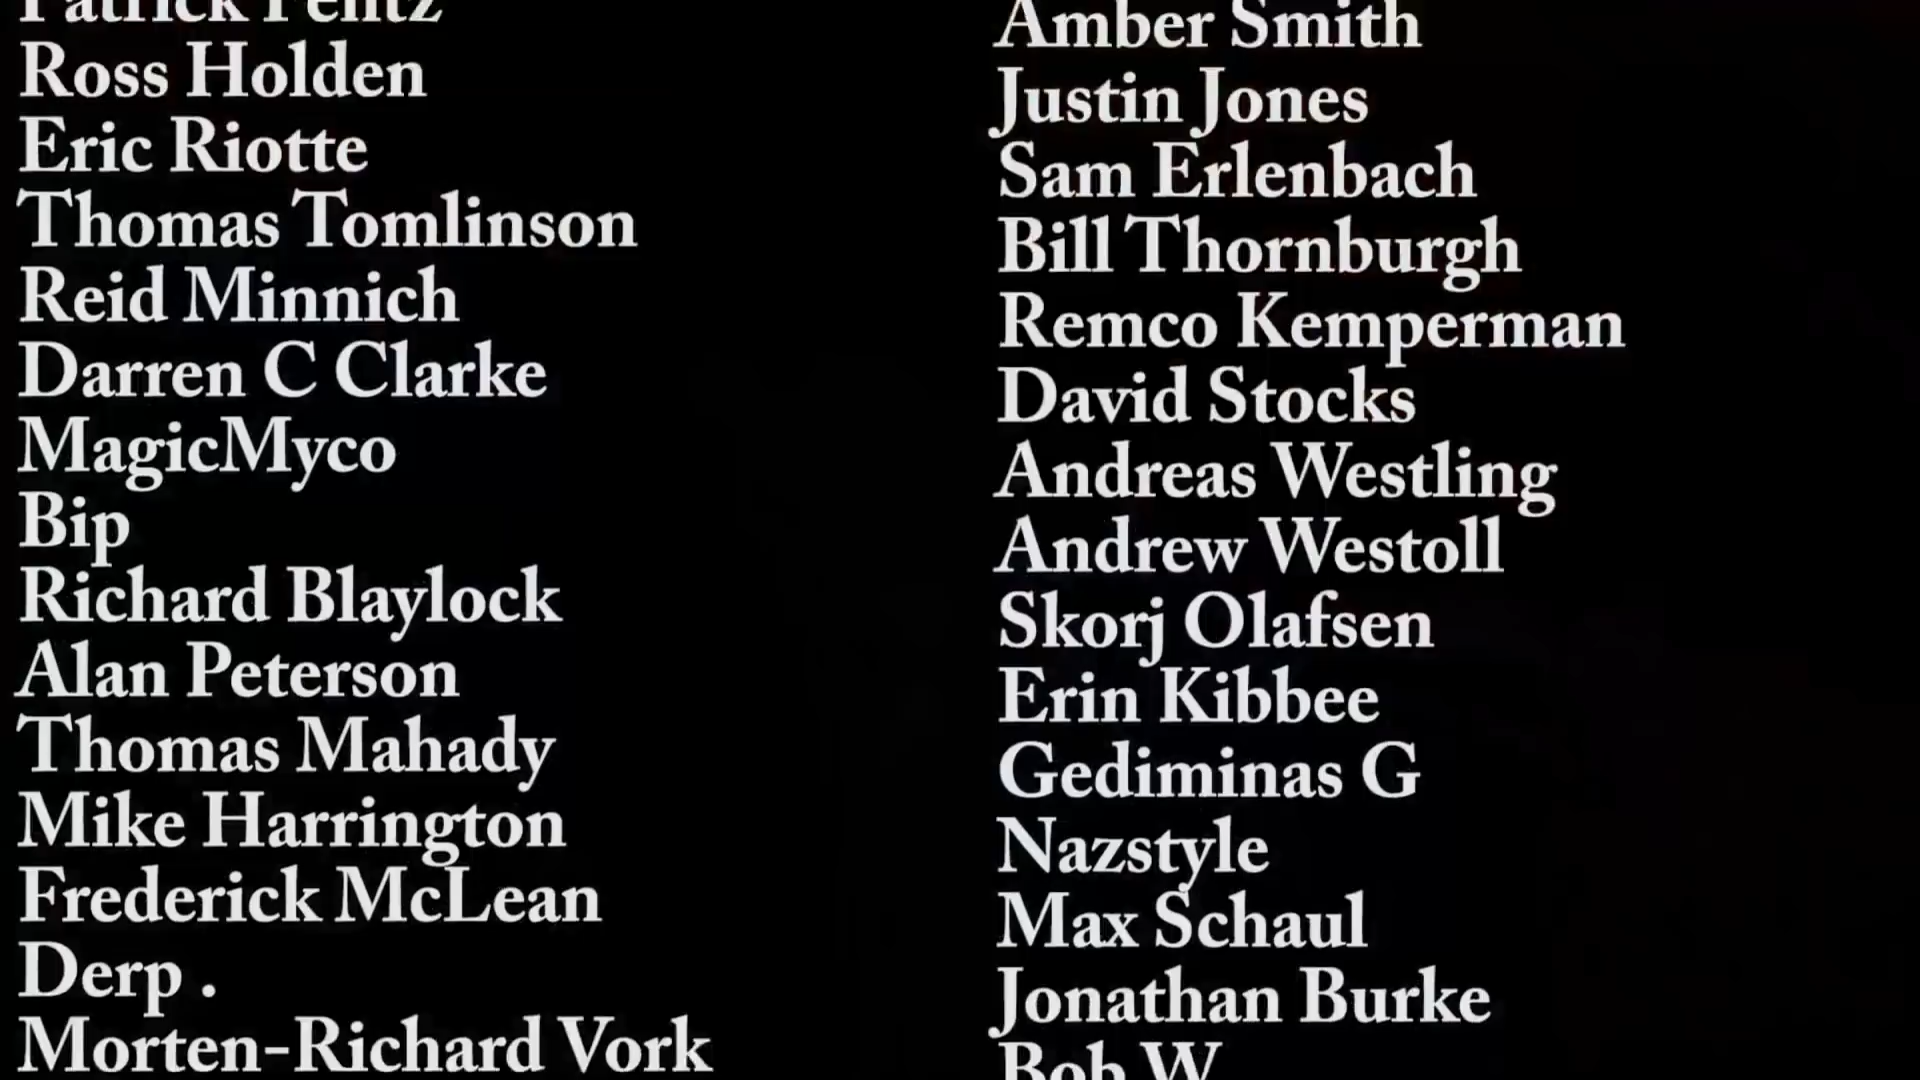 Patrick
Ross Holden
Eric Riotte
Thomas Tomlinson
Reid Minnich
Darren C Clarke
MagicMyco
Bip
Richard Blaylock
Alan Peterson
Thomas Mahady
Mike Harrington
Frederick McLean
Derp .
Morten-Richard Vork
Amber Smith
Justin Jones
Sam Erlenbach
Bill Thornburgh
Remco Kemperman
David Stocks
Andreas Westling
Andrew Westoll
Skorj Olafsen
Erin Kibbee
Gediminas G
Nazstyle
Max Schaul
Jonathan Burke
Bob W